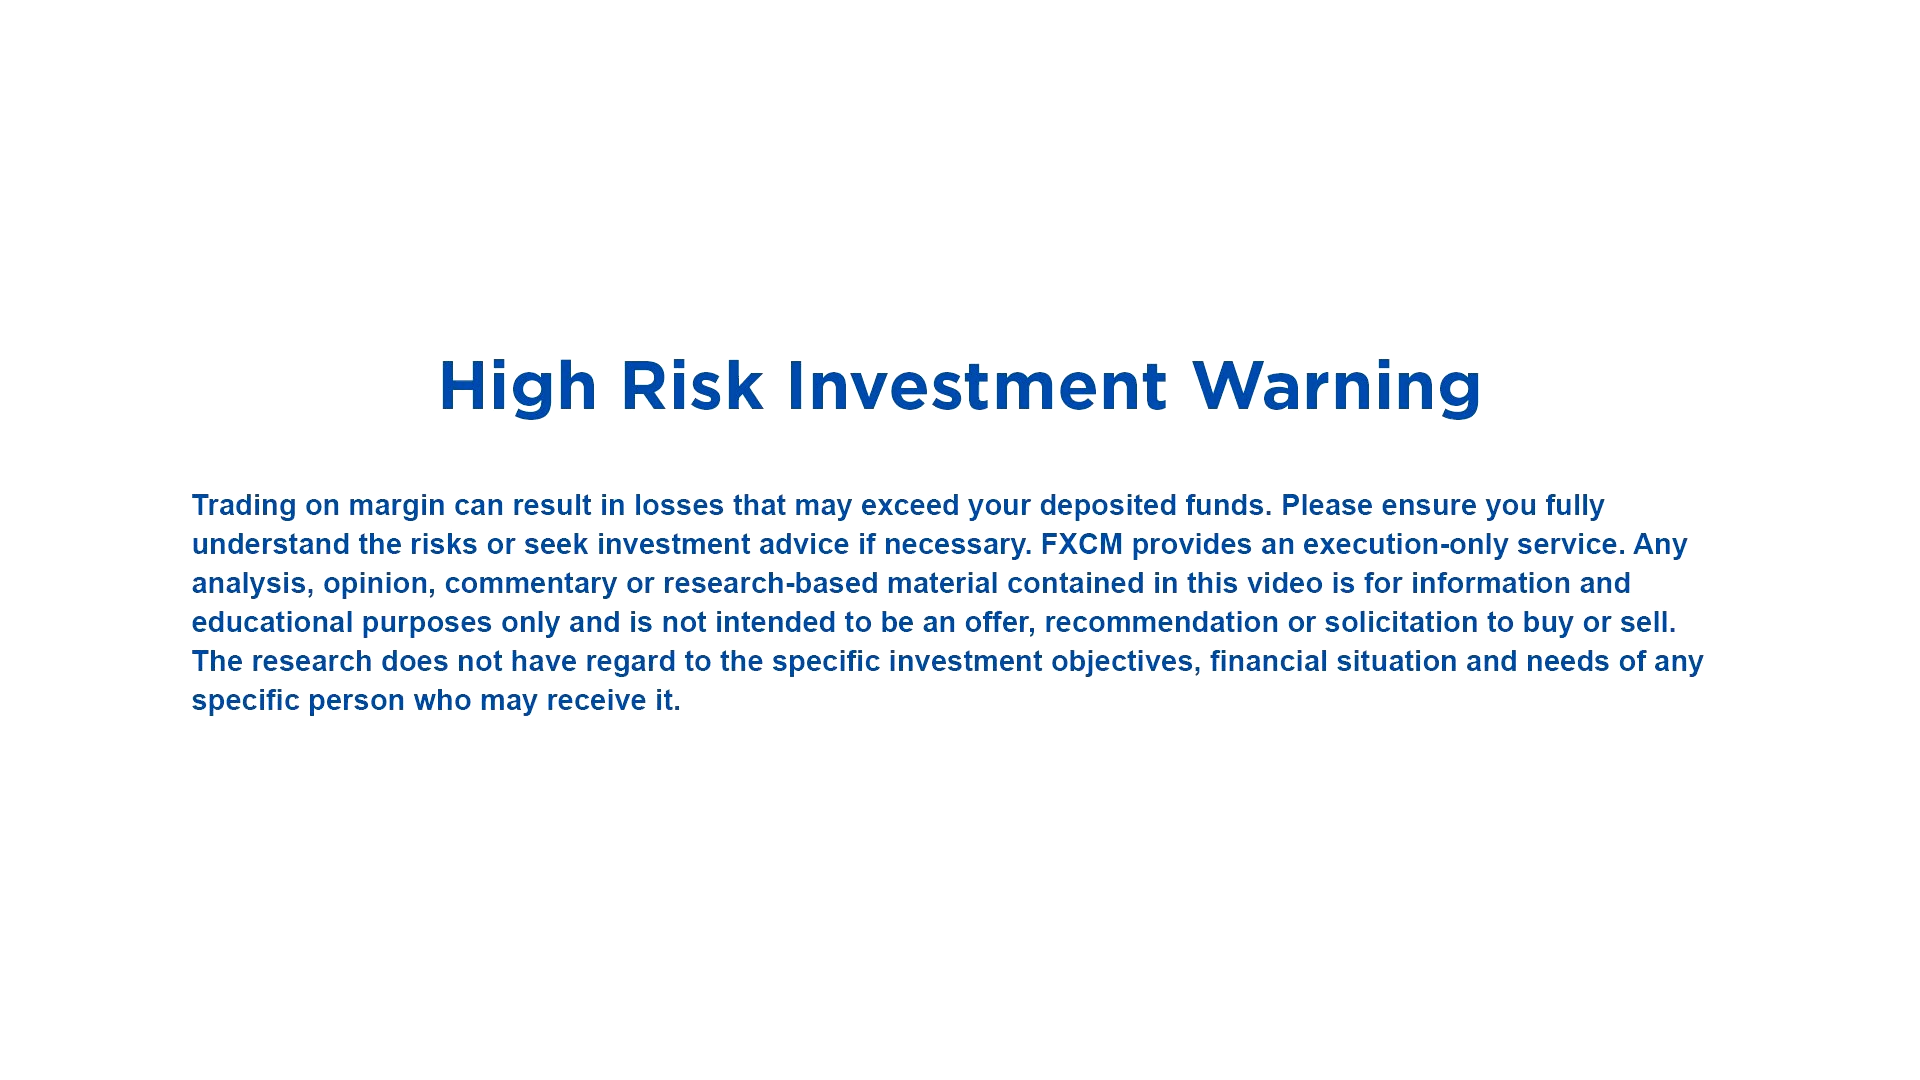 High Risk Investment Warning
Trading on margin can result in losses that may exceed your deposited funds. Please ensure you fully
understand the risks or seek investment advice if necessary. FXCM provides an execution-only service. Any
analysis, opinion, commentary or research-based material contained in this video is for information and
educational purposes only and is not intended to be an offer, recommendation or solicitation to buy or sell.
The research does not have regard to the specific investment objectives, financial situation and needs of any
specific person who may receive it.